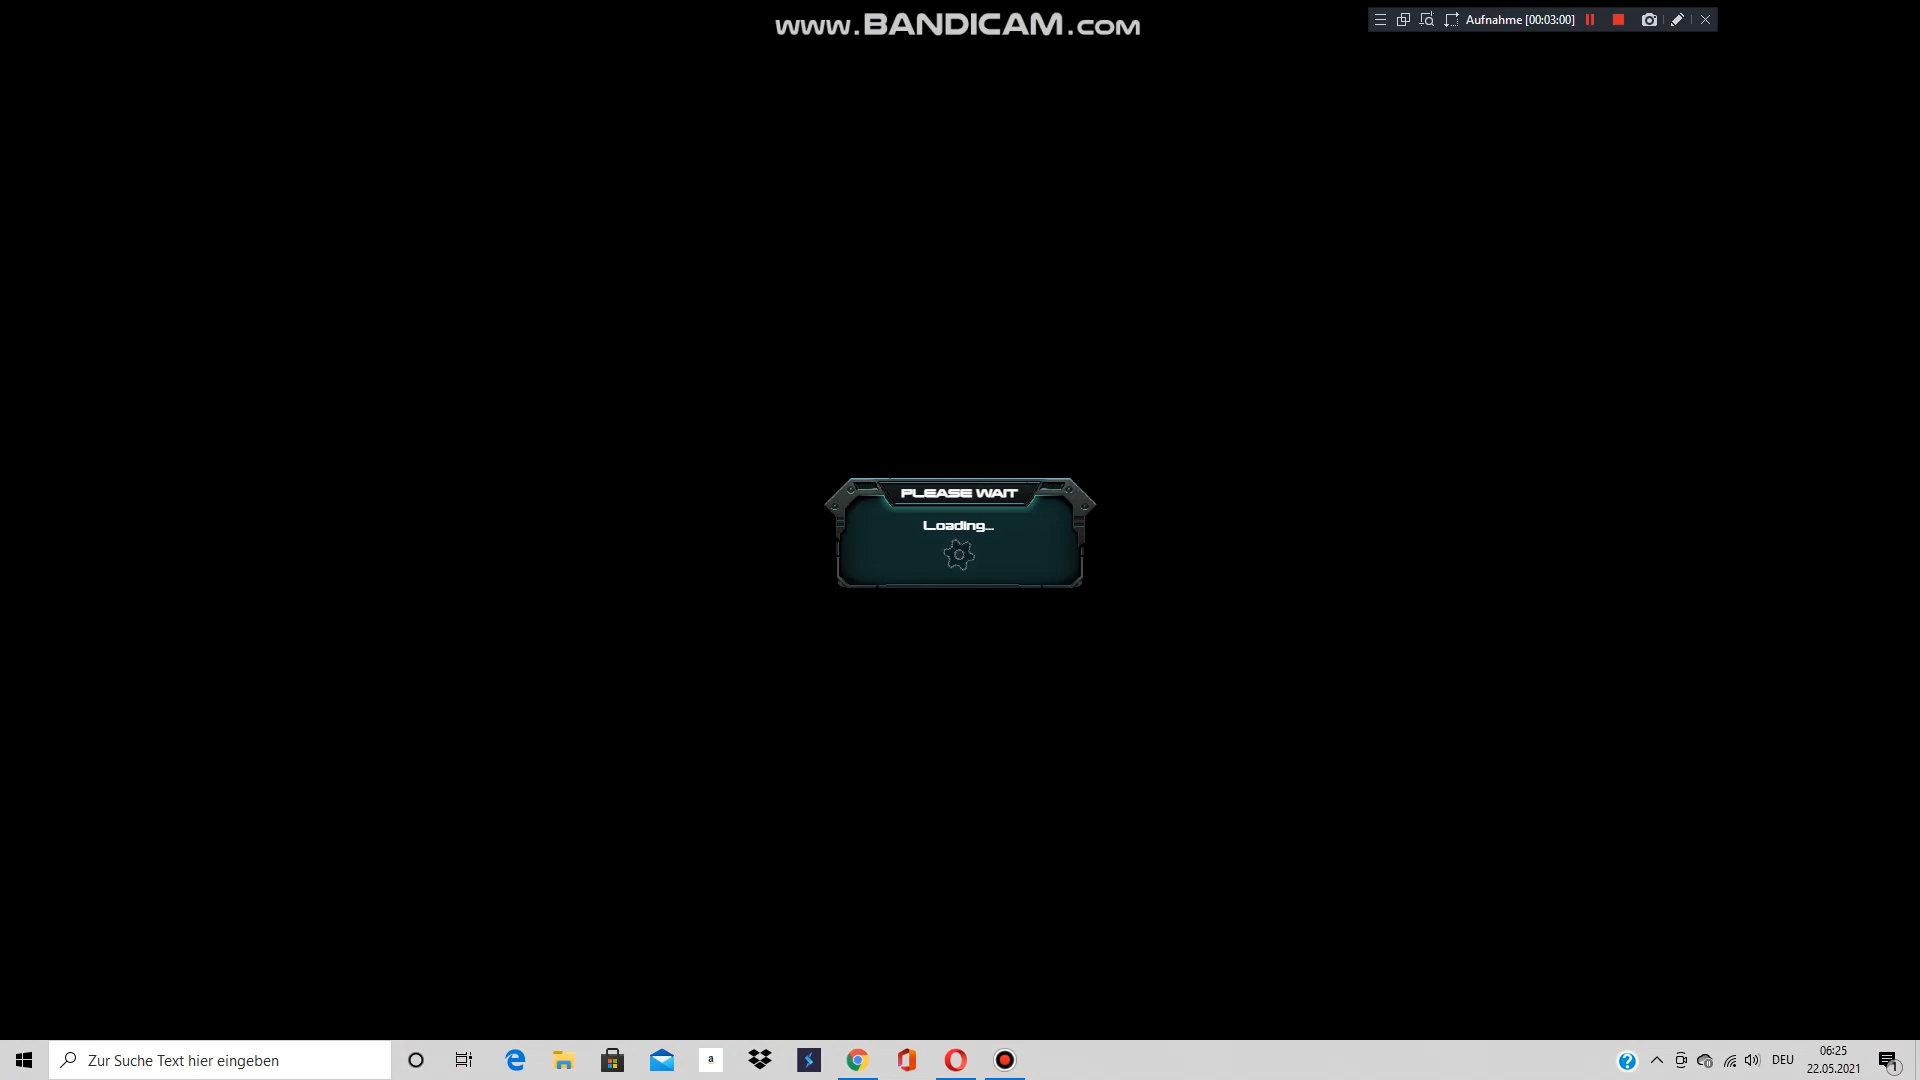 www.BANDICAM.com
Aufnahme [00:03:00]
PLEASE WAIT
Loading...
Zur Suche Text hier eingeben
a
DEU
06:25
22.05.2021
1